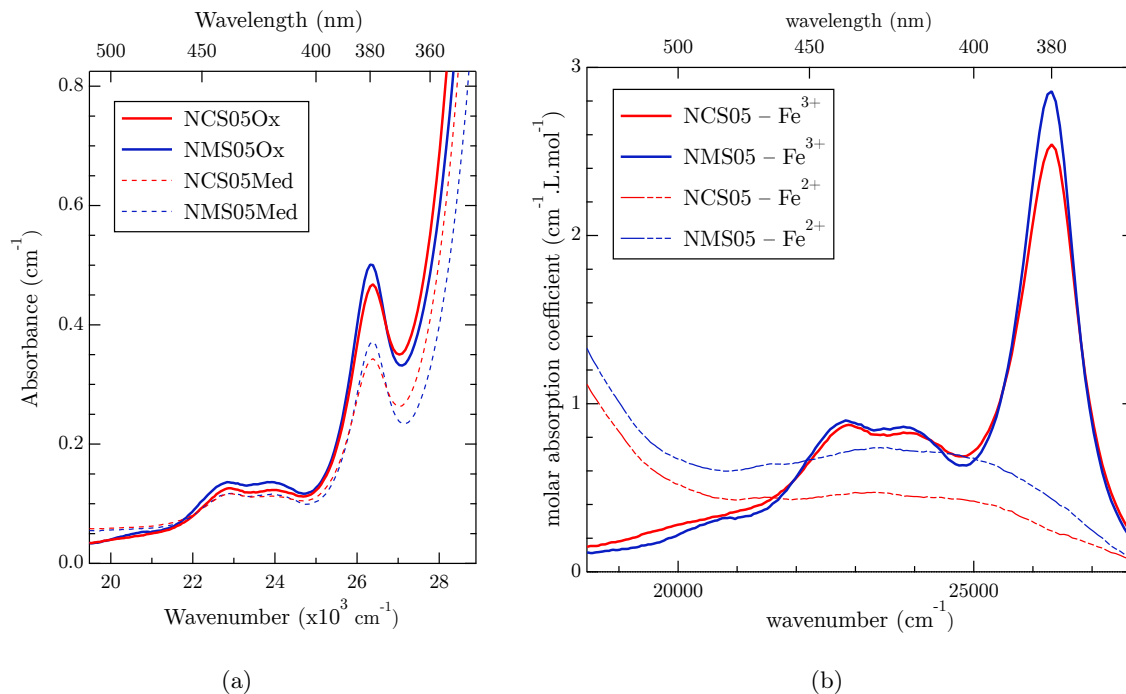 Wavelength (nm)
500 450 400 380 360
0.8
0.6
0.4
0.2
0.0
Absorbance (cm⁻¹)
NCS05Ox
NMS05Ox
NCS05Med
NMS05Med
20 22 24 26 28
Wavenumber (x10³ cm⁻¹)
(a)
wavelength (nm)
500 450 400 380
3
2
1
0
molar absorption coefficient (cm⁻¹.L.mol⁻¹)
NCS05 – Fe³⁺
NMS05 – Fe³⁺
NCS05 – Fe²⁺
NMS05 – Fe²⁺
20000 25000
wavenumber (cm⁻¹)
(b)